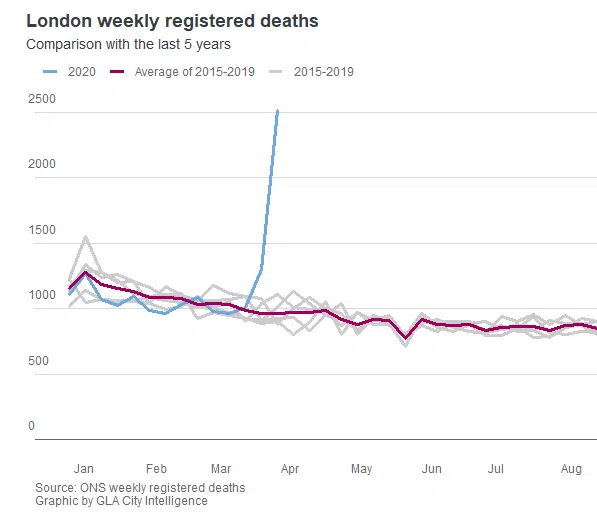 London weekly registered deaths
Comparison with the last 5 years
2020 Average of 2015-2019 2015-2019
2500
2000
1500
1000
500
0
Jan Feb Mar Apr May Jun Jul Aug
Source: ONS weekly registered deaths
Graphic by GLA City Intelligence